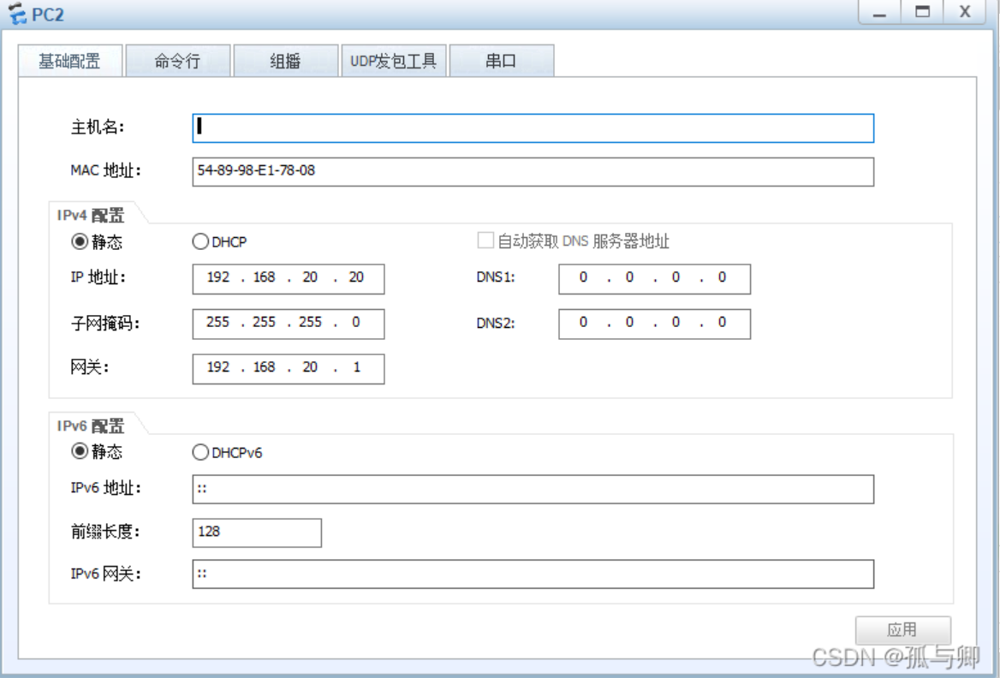 PC2
基础配置 命令行 组播 UDP发包工具 串口
主机名:
MAC 地址: 54-89-98-E1-78-08
IPv4 配置
静态 DHCP 自动获取 DNS 服务器地址
IP 地址: 192 . 168 . 20 . 20 DNS1: 0 . 0 . 0 . 0
子网掩码: 255 . 255 . 255 . 0 DNS2: 0 . 0 . 0 . 0
网关: 192 . 168 . 20 . 1
IPv6 配置
静态 DHCPv6
IPv6 地址: ::
前缀长度: 128
IPv6 网关: ::
应用
CSDN @孤与卿